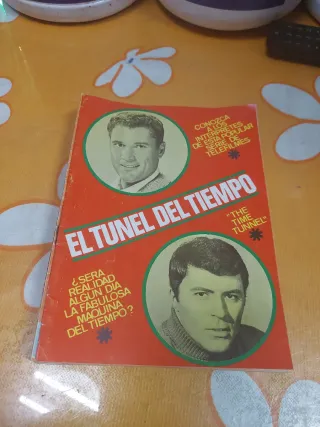 CONOZCA
A LOS
INTERPRETES
DE ESTA POPULAR
SERIE DE
TELEFILMES
EL TUNEL DEL TIEMPO
"THE
TIME
TUNNEL"
¿SERA
REALIDAD
ALGUN DIA
LA FABULOSA
MAQUINA
DEL TIEMPO?